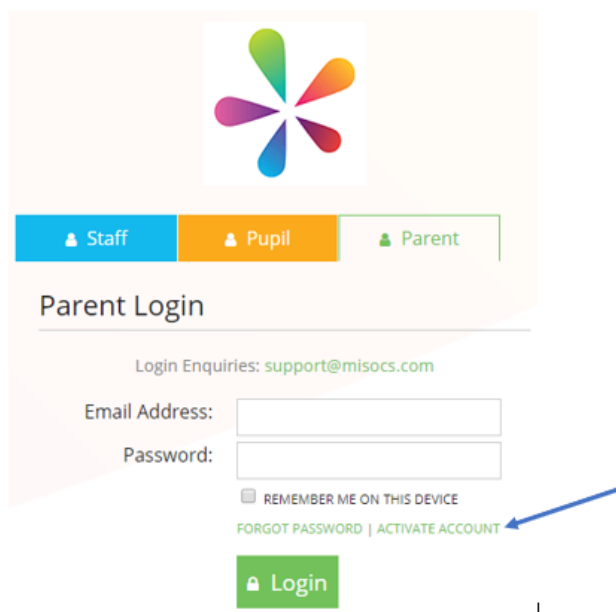 Staff Pupil Parent
Parent Login
Login Enquiries: support@misocs.com
Email Address:
Password:
REMEMBER ME ON THIS DEVICE
FORGOT PASSWORD | ACTIVATE ACCOUNT
Login